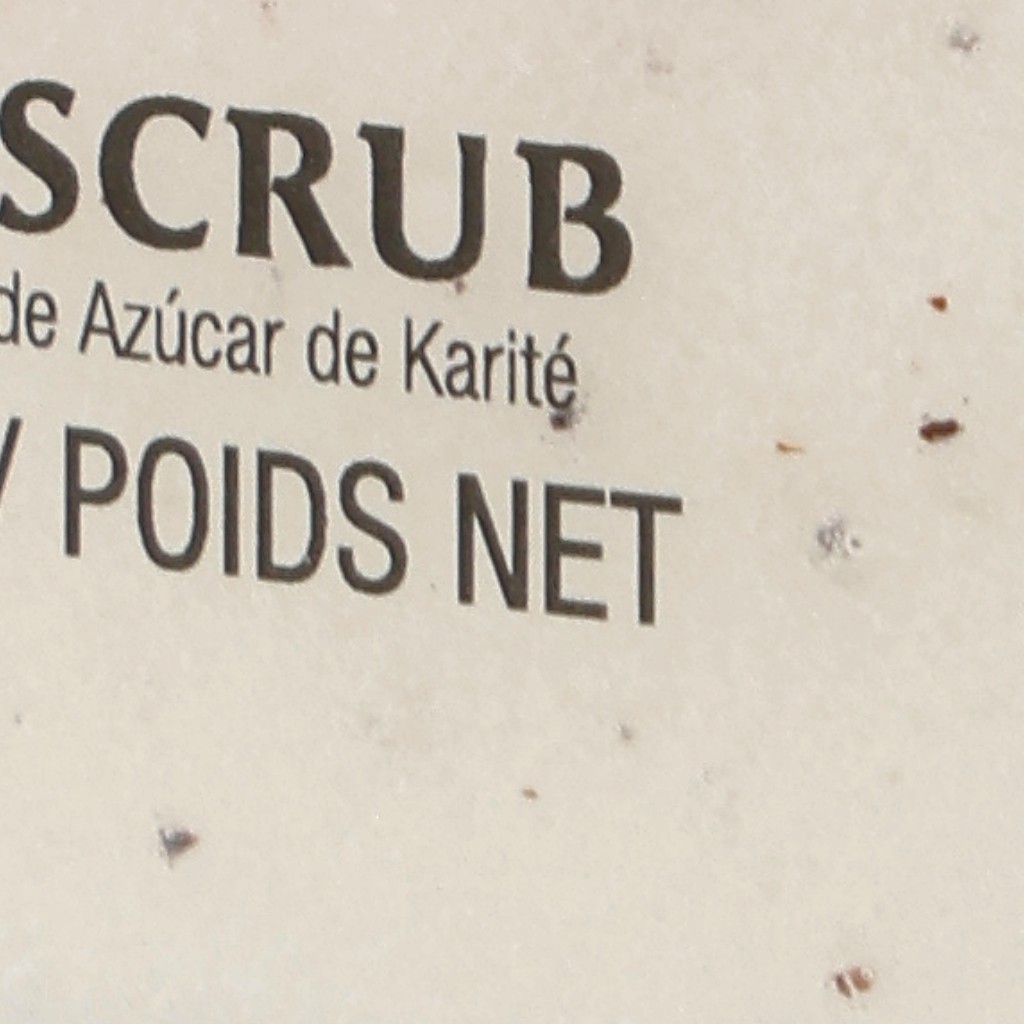 SCRUB
de Azúcar de Karité
/ POIDS NET